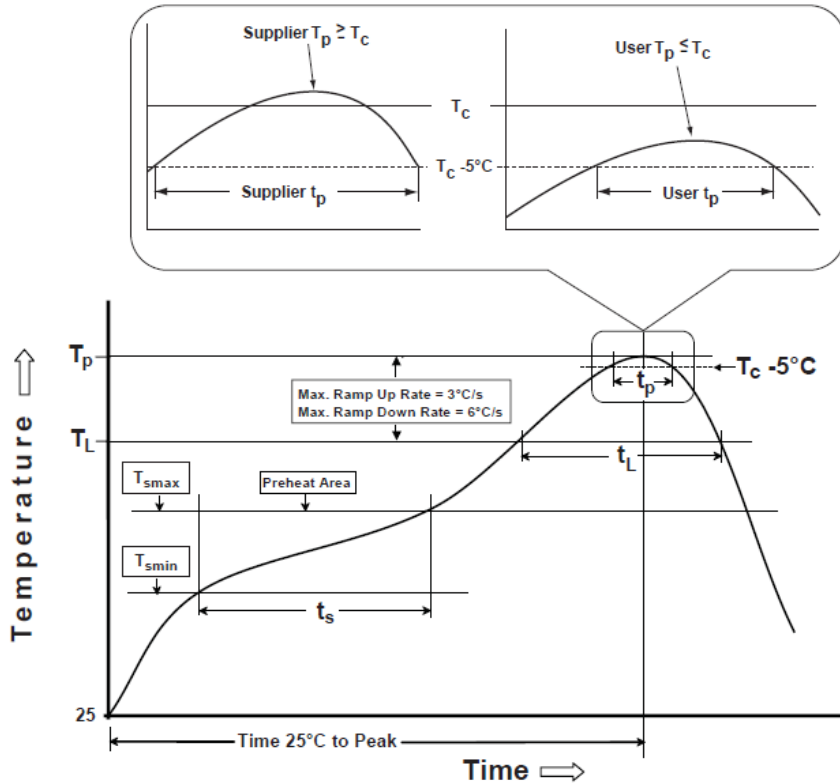 Supplier Tp ≥ Tc
User Tp ≤ Tc
Tc
Tc -5°C
Supplier tp
User tp
Tp
Tc -5°C
tp
Max. Ramp Up Rate = 3°C/s
Max. Ramp Down Rate = 6°C/s
TL
tL
Tsmax
Preheat Area
Tsmin
ts
Temperature
25
Time 25°C to Peak
Time